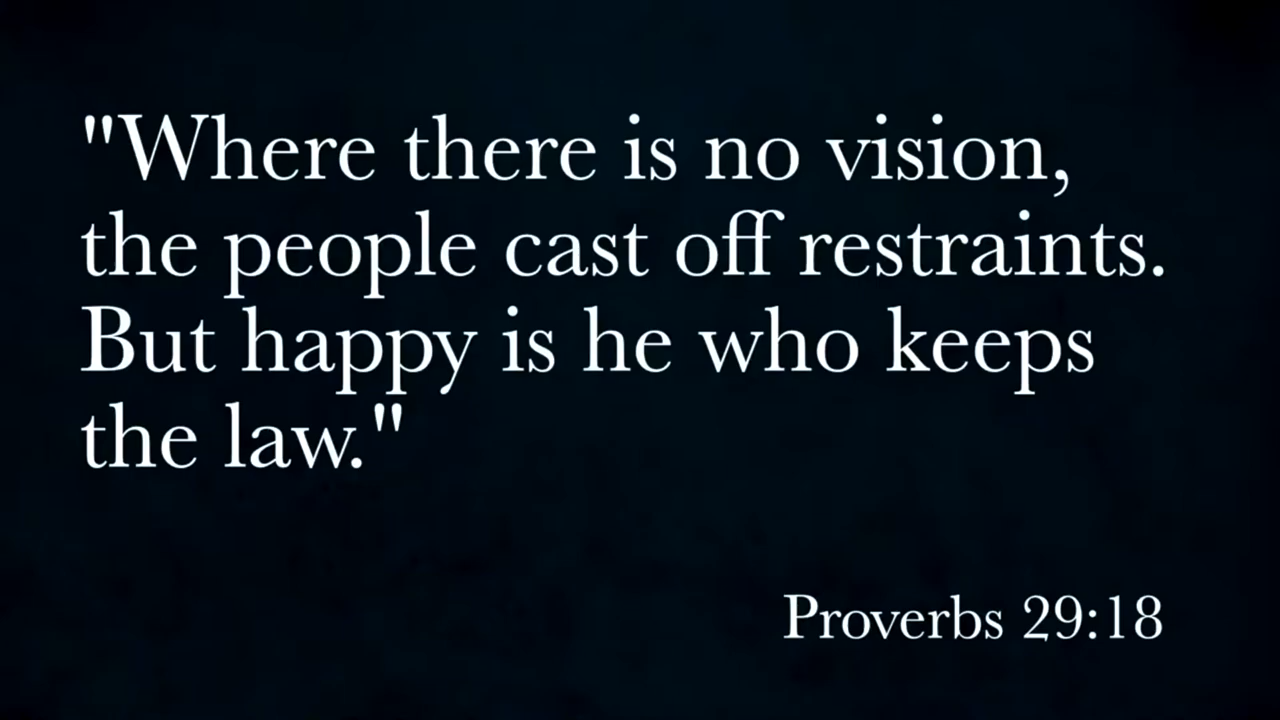 "Where there is no vision,
the people cast off restraints.
But happy is he who keeps
the law."
Proverbs 29:18